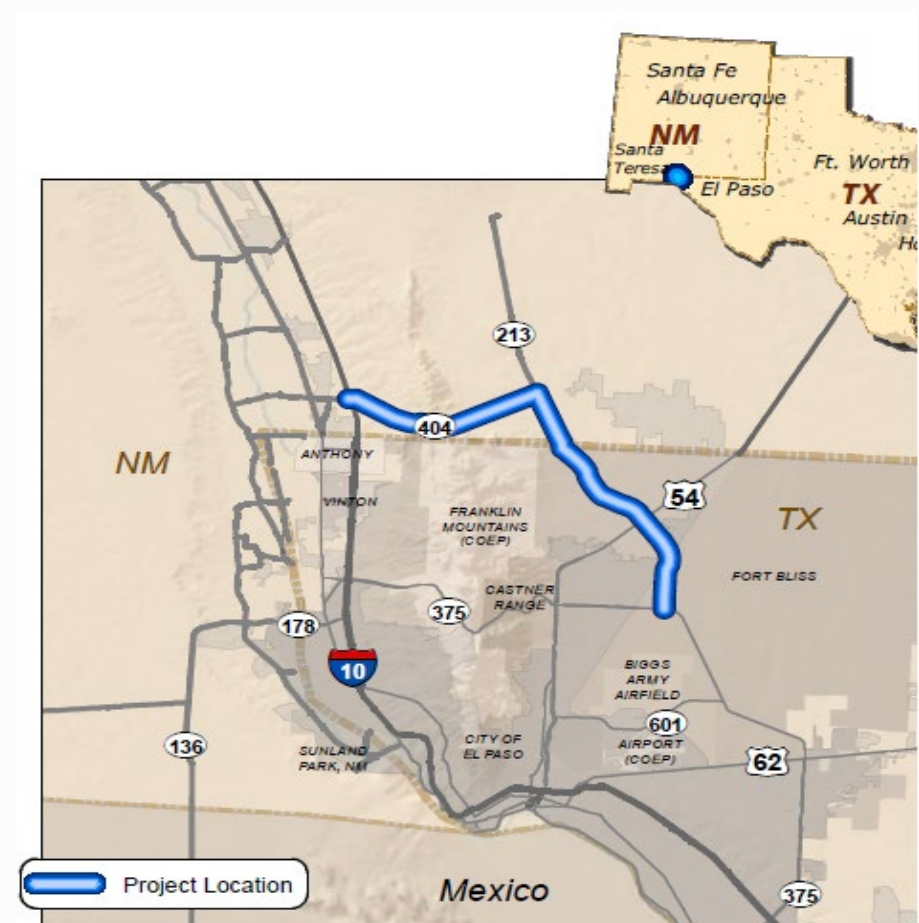 Santa Fe
Albuquerque
NM
Santa
Teresa
El Paso
Ft. Worth
TX
Austin
213
404
NM
ANTHONY
VINTON
FRANKLIN
MOUNTAINS
(COEP)
54
TX
FORT BLISS
CASTNER
RANGE
375
178
10
BIGGS
ARMY
AIRFIELD
601
AIRPORT
(COEP)
136
SUNLAND
PARK, NM
CITY OF
EL PASO
62
Project Location
Mexico
375